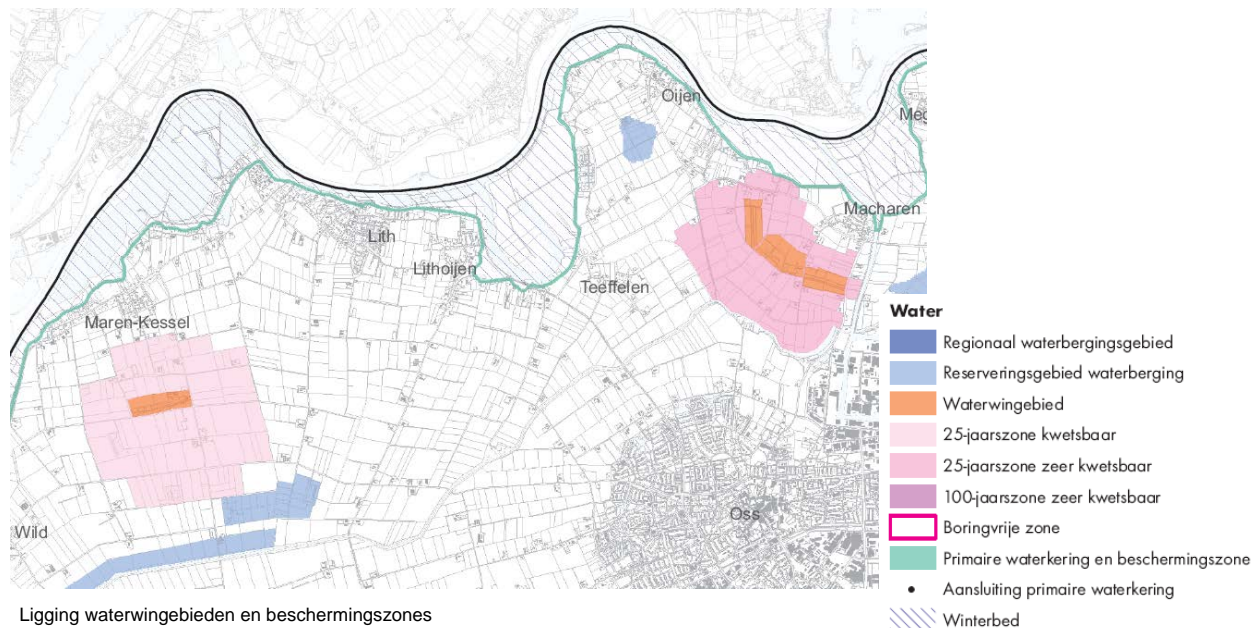 Oijen
Meg
Lith
Macharen
Lithoijen
Teeffelen
Maren-Kessel
Oss
Wild
Water
Regionaal waterbergingsgebied
Reserveringsgebied waterberging
Waterwingebied
25-jaarszone kwetsbaar
25-jaarszone zeer kwetsbaar
100-jaarszone zeer kwetsbaar
Boringvrije zone
Primaire waterkering en beschermingszone
Aansluiting primaire waterkering
Winterbed
Ligging waterwingebieden en beschermingszones